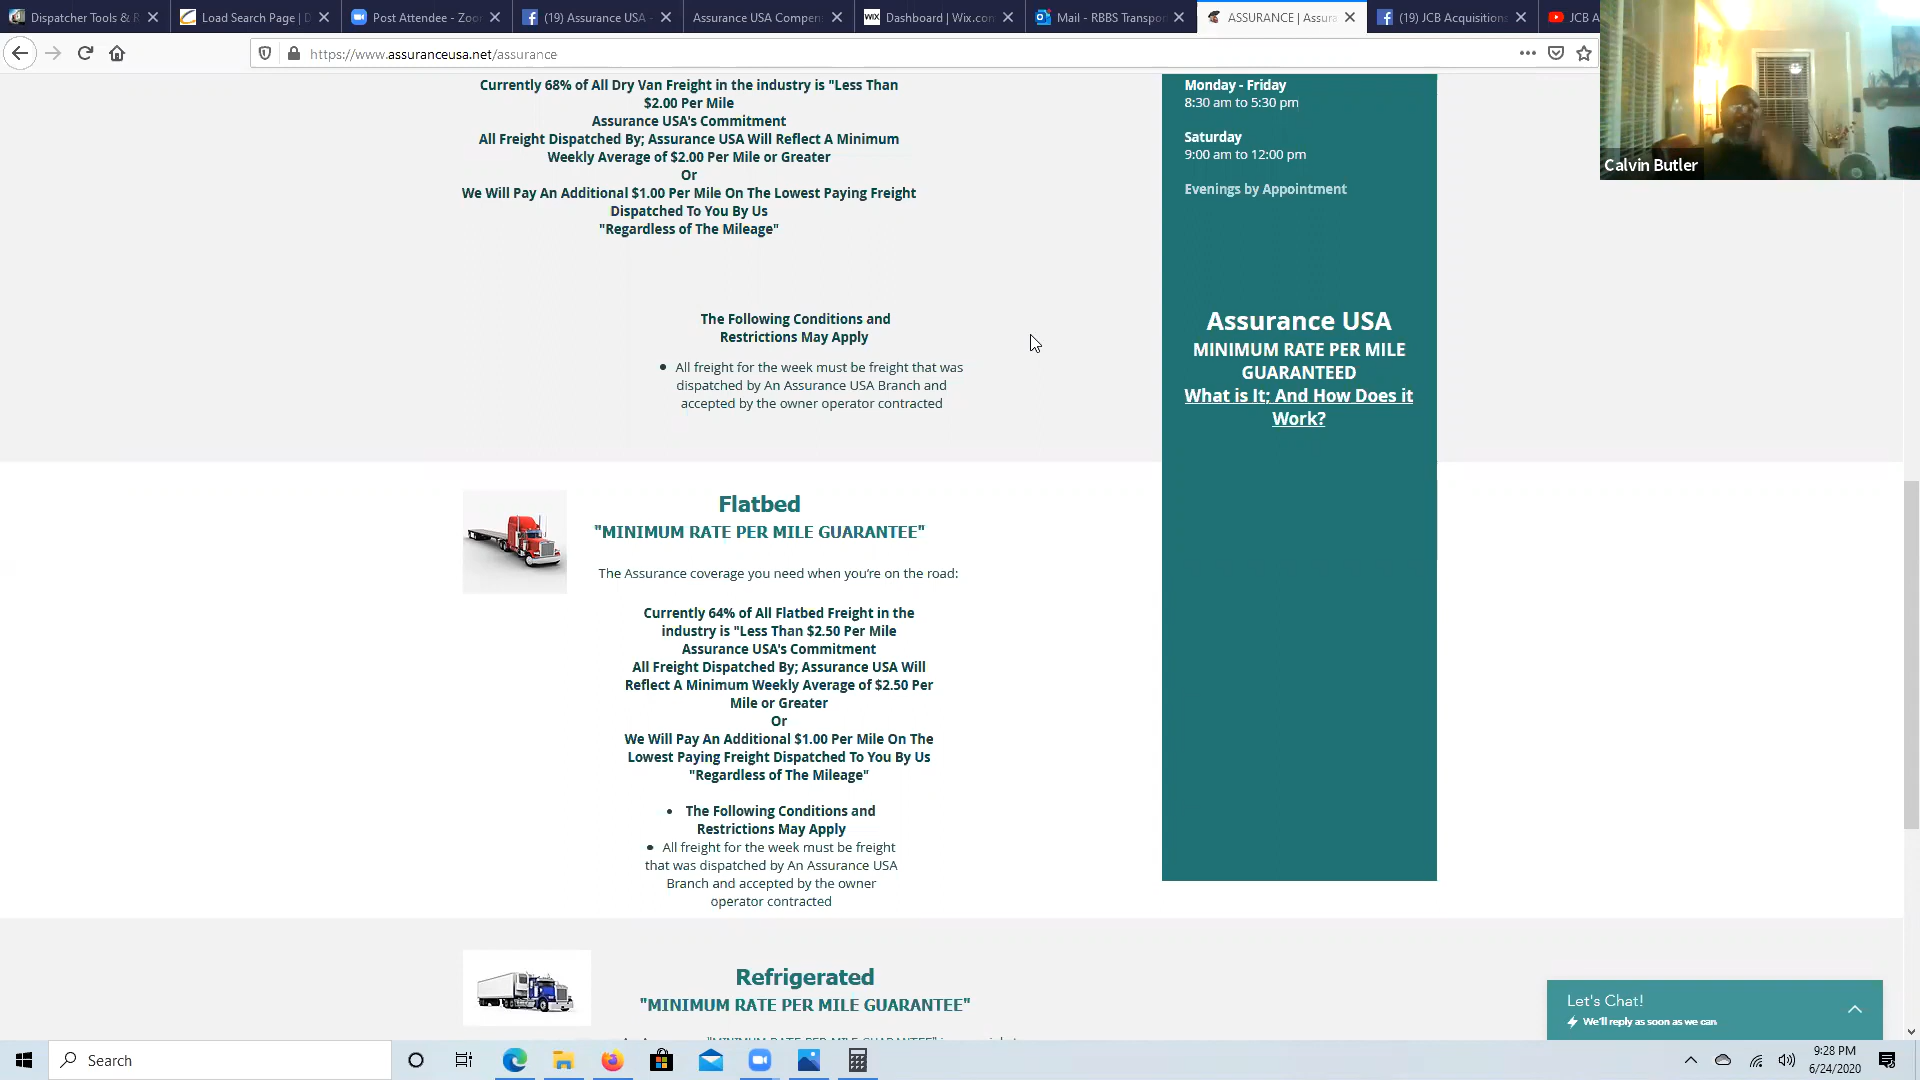 Dispatcher Tools & R
Load Search Page | D
Post Attendee - Zoo
(19) Assurance USA -
Assurance USA Compen
WiX
Dashboard | Wix.com
Mail - RBBS Transpo
ASSURANCE | Assura
(19) JCB Acquisitions
JCB A
https://www.assuranceusa.net/assurance
Calvin Butler
Currently 68% of All Dry Van Freight in the industry is "Less Than
$2.00 Per Mile
Assurance USA's Commitment
All Freight Dispatched By; Assurance USA Will Reflect A Minimum
Weekly Average of $2.00 Per Mile or Greater
Or
We Will Pay An Additional $1.00 Per Mile On The Lowest Paying Freight
Dispatched To You By Us
"Regardless of The Mileage"
The Following Conditions and
Restrictions May Apply
• All freight for the week must be freight that was
dispatched by An Assurance USA Branch and
accepted by the owner operator contracted
Monday - Friday
8:30 am to 5:30 pm
Saturday
9:00 am to 12:00 pm
Evenings by Appointment
Assurance USA
MINIMUM RATE PER MILE
GUARANTEED
What is It; And How Does it
Work?
Flatbed
"MINIMUM RATE PER MILE GUARANTEE"
The Assurance coverage you need when you're on the road:
Currently 64% of All Flatbed Freight in the
industry is "Less Than $2.50 Per Mile
Assurance USA's Commitment
All Freight Dispatched By; Assurance USA Will
Reflect A Minimum Weekly Average of $2.50 Per
Mile or Greater
Or
We Will Pay An Additional $1.00 Per Mile On The
Lowest Paying Freight Dispatched To You By Us
"Regardless of The Mileage"
• The Following Conditions and
Restrictions May Apply
• All freight for the week must be freight
that was dispatched by An Assurance USA
Branch and accepted by the owner
operator contracted
Refrigerated
"MINIMUM RATE PER MILE GUARANTEE"
Let's Chat!
We'll reply as soon as we can
Search
9:28 PM
6/24/2020